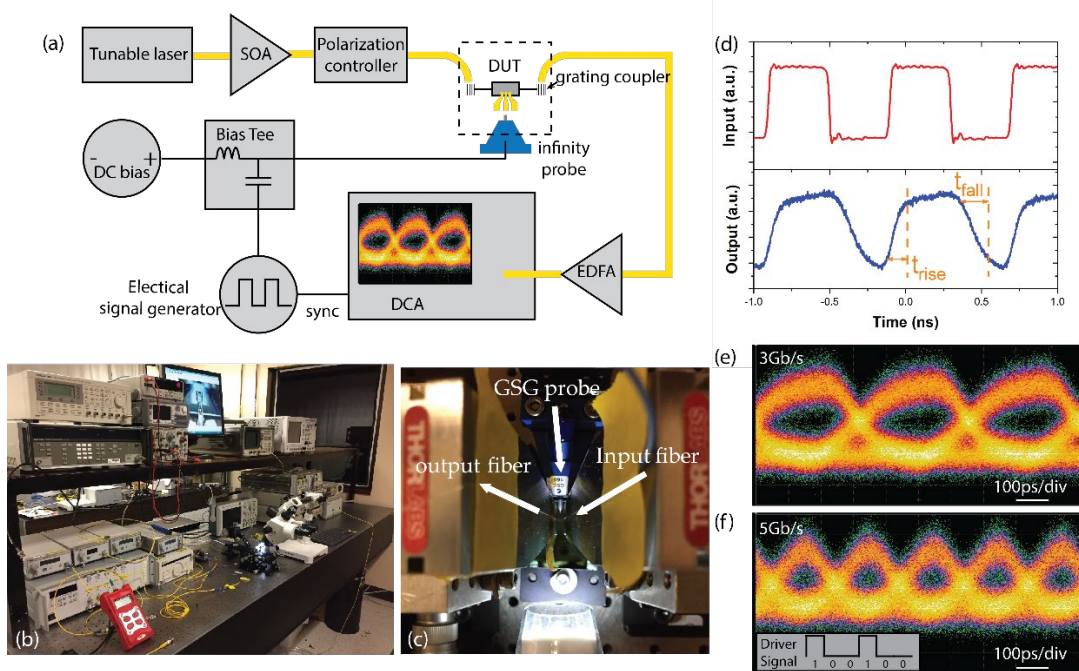 (a)
Tunable laser
SOA
Polarization
controller
DUT
grating coupler
infinity
probe
Bias Tee
- DC bias +
Electical
signal generator
sync
DCA
EDFA
(b)
(c)
GSG probe
output fiber
Input fiber
THORLABS
THORLABS
(d)
Input (a.u.)
Output (a.u.)
tfall
trise
-1.0 -0.5 0.0 0.5 1.0
Time (ns)
(e)
3Gb/s
100ps/div
(f)
5Gb/s
Driver
Signal
1 0 0 1 0 0
100ps/div